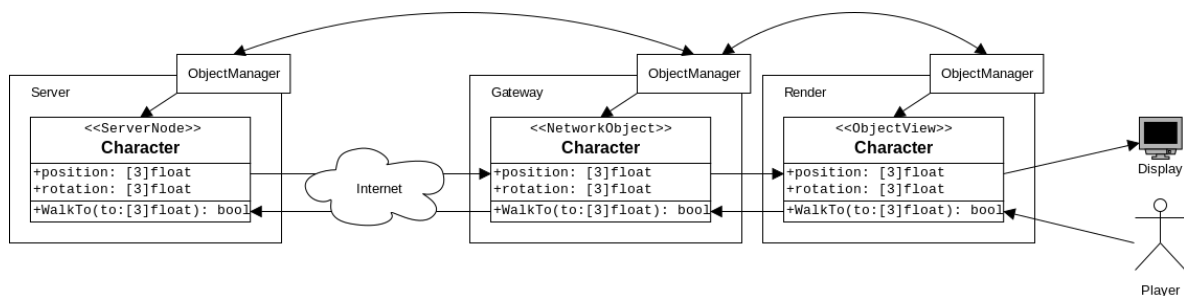 ObjectManager
ObjectManager
ObjectManager
Server
<<ServerNode>>
Character
+position: [3]float
+rotation: [3]float
+WalkTo(to:[3]float): bool
Internet
Gateway
<<NetworkObject>>
Character
+position: [3]float
+rotation: [3]float
+WalkTo(to:[3]float): bool
Render
<<ObjectView>>
Character
+position: [3]float
+rotation: [3]float
+WalkTo(to:[3]float): bool
Display
Player